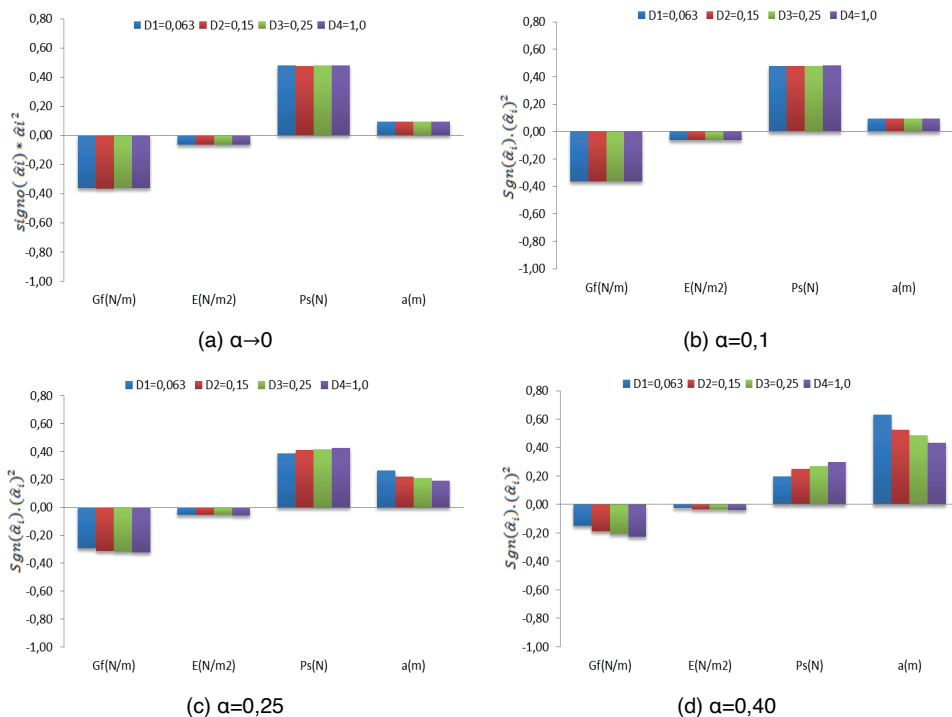 D1=0,063 D2=0,15 D3=0,25 D4=1,0
signo( α̂i) * α̂i²
0,80
0,60
0,40
0,20
0,00
-0,20
-0,40
-0,60
-0,80
-1,00
Gf(N/m) E(N/m2) Ps(N) a(m)
(a) α→0
D1=0,063 D2=0,15 D3=0,25 D4=1,0
Sgn(α̂ᵢ).(α̂ᵢ)²
0,80
0,60
0,40
0,20
0,00
-0,20
-0,40
-0,60
-0,80
-1,00
Gf(N/m) E(N/m2) Ps(N) a(m)
(b) α=0,1
D1=0,063 D2=0,15 D3=0,25 D4=1,0
Sgn(α̂ᵢ).(α̂ᵢ)²
0,80
0,60
0,40
0,20
0,00
-0,20
-0,40
-0,60
-0,80
-1,00
Gf(N/m) E(N/m2) Ps(N) a(m)
(c) α=0,25
D1=0,063 D2=0,15 D3=0,25 D4=1,0
Sgn(α̂ᵢ).(α̂ᵢ)²
0,80
0,60
0,40
0,20
0,00
-0,20
-0,40
-0,60
-0,80
-1,00
Gf(N/m) E(N/m2) Ps(N) a(m)
(d) α=0,40